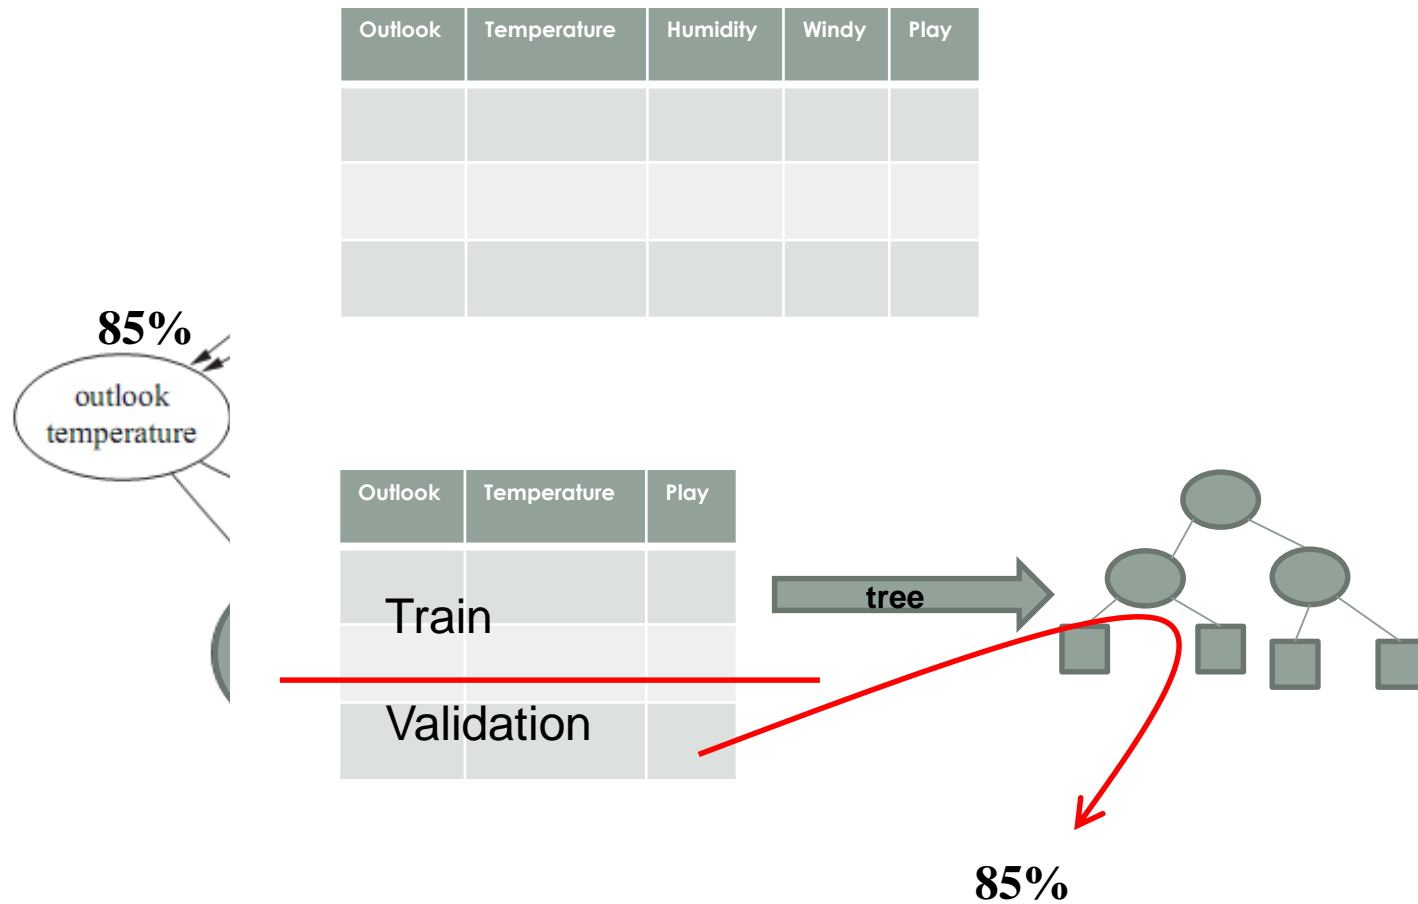 Outlook Temperature Humidity Windy Play
85%
outlook
temperature
Outlook Temperature Play
Train
tree
Validation
85%